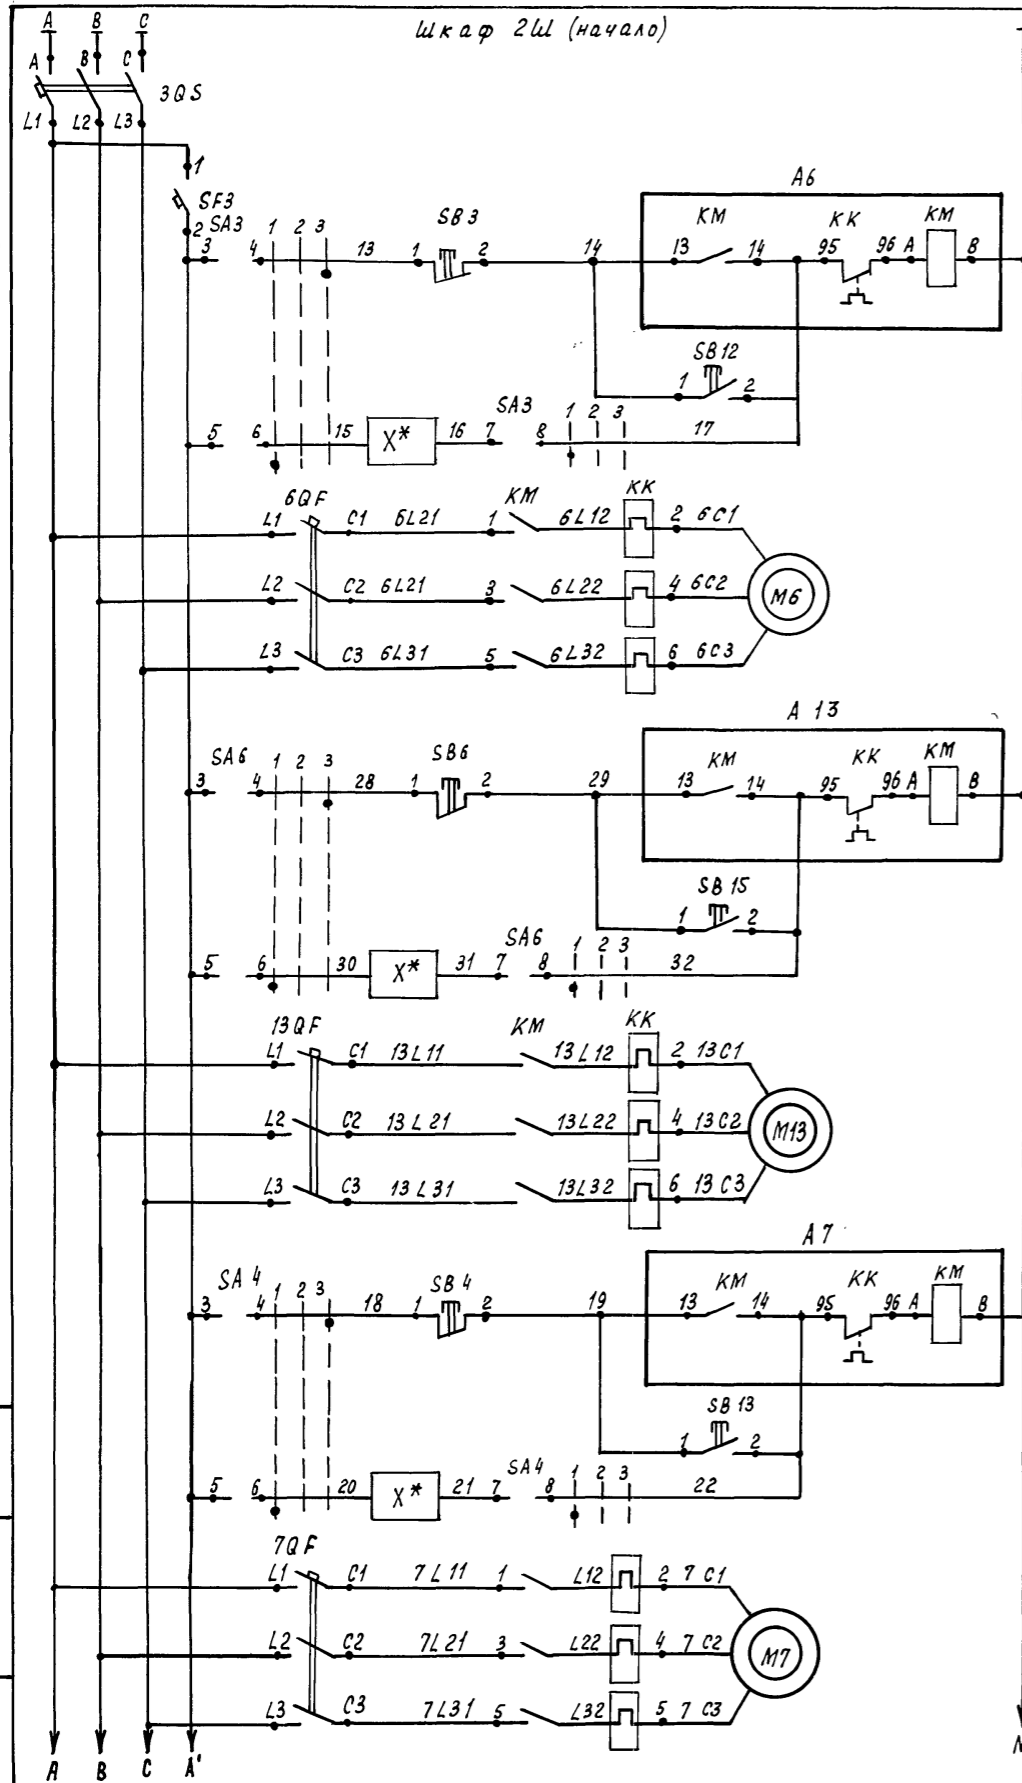 Шкаф 2Ш (начало)
A B C
A B C
3QS
L1 L2 L3
1
SF3
2 SA3
3 4 1 2 3 13 1 SB3 2 14
A6
KM KK KM
13 14 95 96 A B
SB12
1 2
SA3
5 6 15 X* 16 7 8 1 2 3 17
6QF KM KK
L1 C1 6L21 1 6L12 2 6C1
L2 C2 6L21 3 6L22 4 6C2
M6
L3 C3 6L31 5 6L32 6 6C3
A 13
SA6 1 2 3 SB6 KM KK KM
3 4 28 1 2 29 13 14 95 96 A B
SB 15
1 2
SA6
5 6 30 X* 31 7 8 1 2 3 32
13QF KM KK
L1 C1 13L11 13L12 2 13C1
L2 C2 13L21 13L22 4 13C2
M13
L3 C3 13L31 13L32 6 13C3
A7
SA4 1 2 3 SB4 KM KK KM
3 4 18 1 2 19 13 14 95 96 A B
SB 13
1 2
SA4
5 6 20 X* 21 7 8 1 2 3 22
7QF
L1 C1 7L11 1 L12 2 7C1
L2 C2 7L21 3 L22 4 7C2
M7
L3 C3 7L31 5 L32 5 7C3
A B C A' N